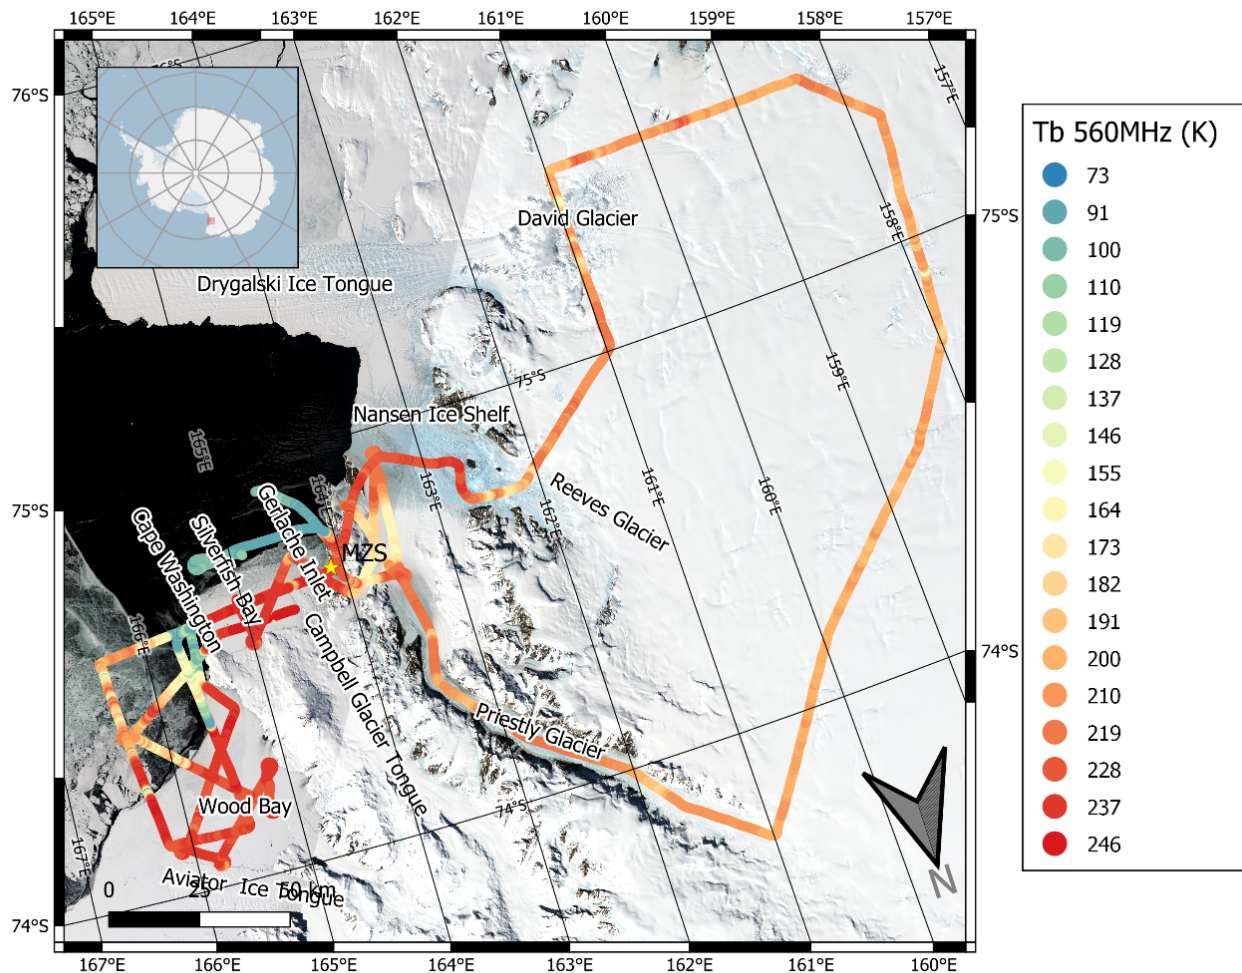 165°E 164°E 163°E 162°E 161°E 160°E 159°E 158°E 157°E
76°S
157°E
Tb 560MHz (K)
73
91
100
110
119
128
137
146
155
164
173
182
191
200
210
219
228
237
246
David Glacier
75°S
158°E
Drygalski Ice Tongue
159°E
75°S
Nansen Ice Shelf
165°E
164°E
163°E
162°E
161°E
160°E
Reeves Glacier
75°S
Gerlache Inlet
Silverfish Bay
Cape Washington
MZS
166°E
Campbell Glacier Tongue
74°S
Priestly Glacier
74°S
Wood Bay
167°E
Aviator Ice Tongue
0 25 50 km
N
74°S
167°E 166°E 165°E 164°E 163°E 162°E 161°E 160°E